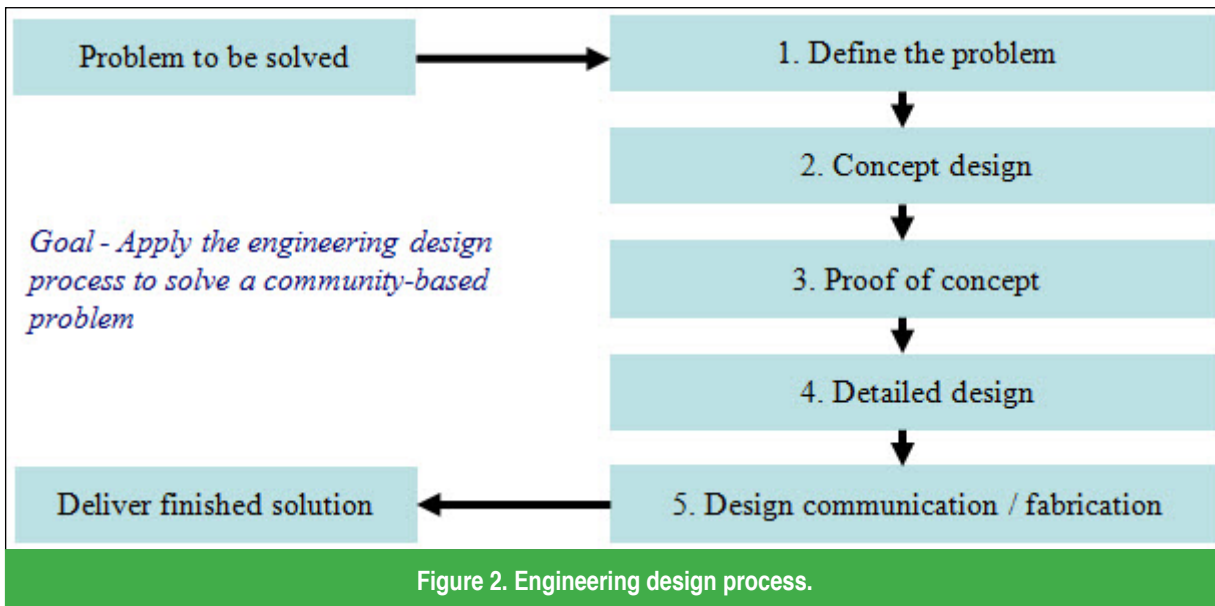 Problem to be solved
1. Define the problem
2. Concept design
Goal - Apply the engineering design
process to solve a community-based
problem
3. Proof of concept
4. Detailed design
Deliver finished solution
5. Design communication / fabrication
Figure 2. Engineering design process.